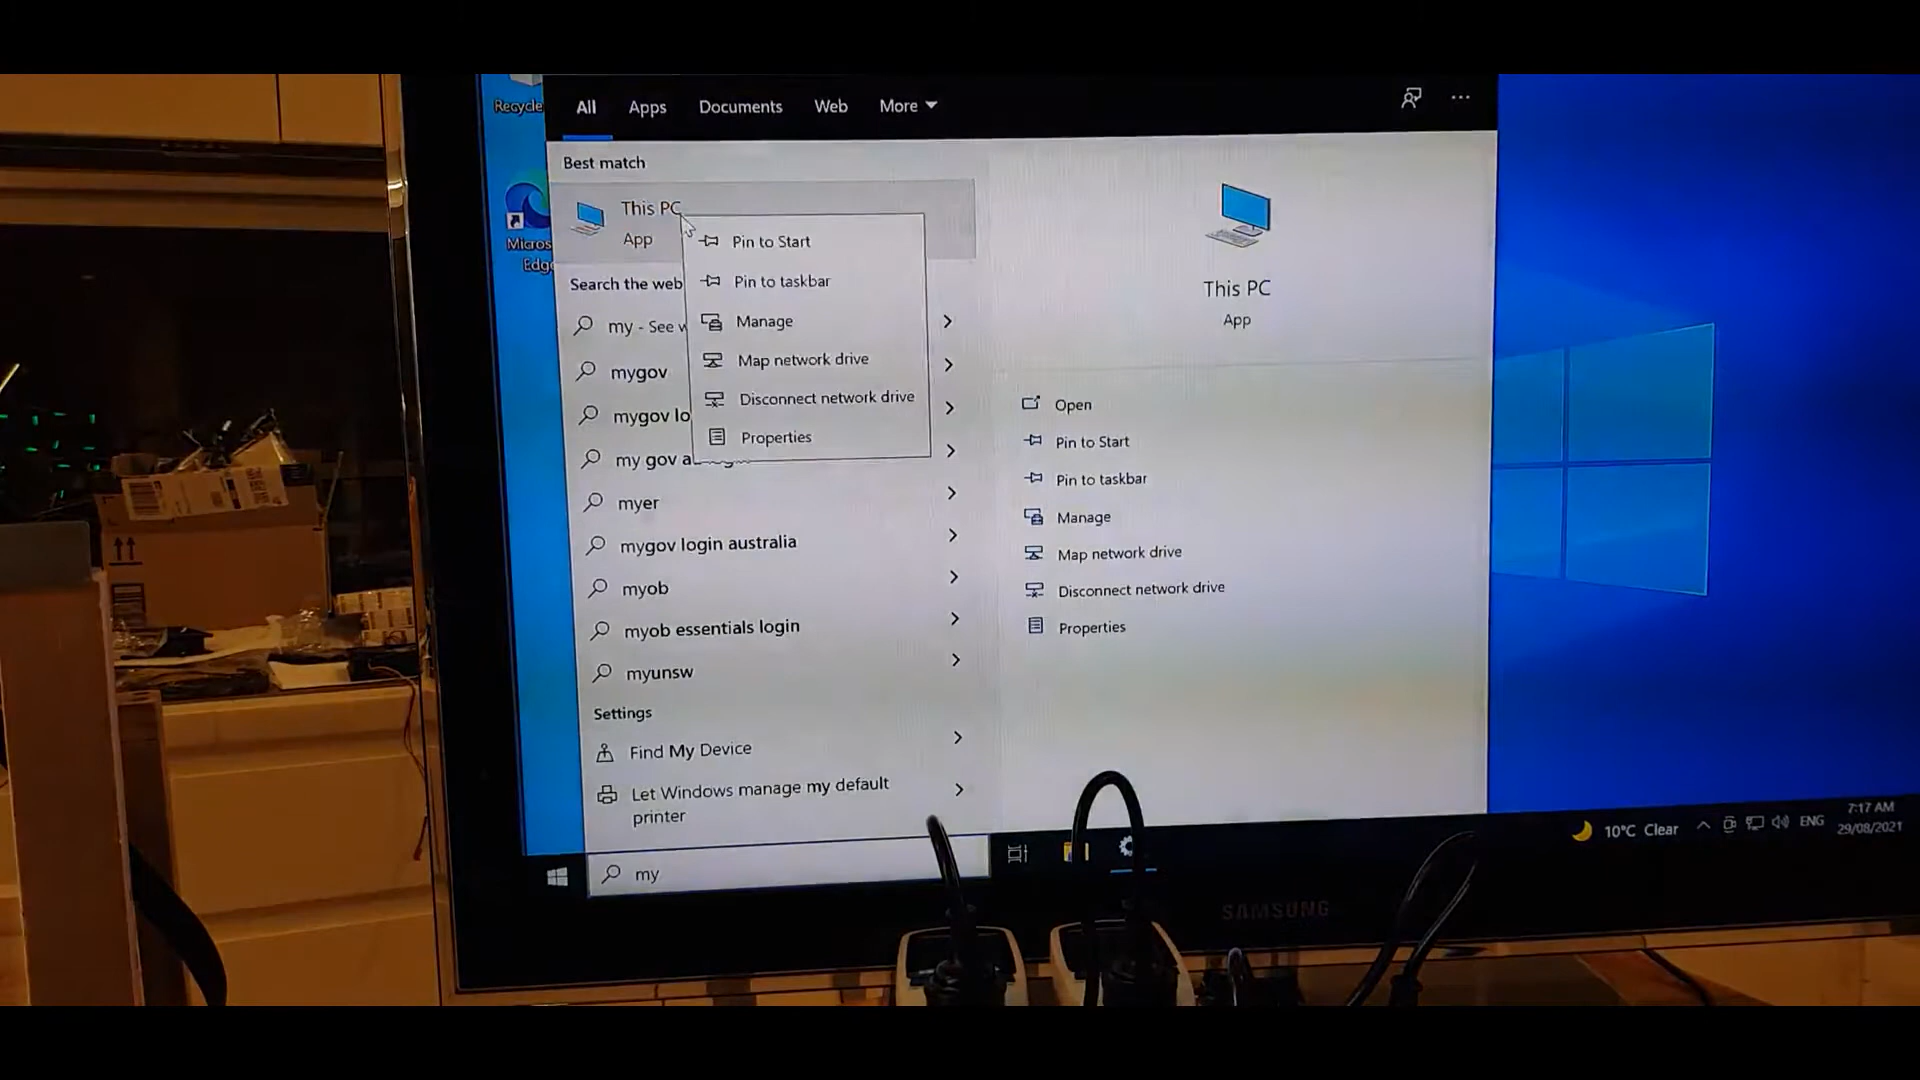 Recycle
All Apps Documents Web More
Best match
This PC
App
Pin to Start
Pin to taskbar
Manage
Map network drive
Disconnect network drive
Properties
Search the web
my - See
mygov
mygov lo
my gov a
myer
mygov login australia
myob
myob essentials login
myunsw
Settings
Find My Device
Let Windows manage my default
printer
my
This PC
App
Open
Pin to Start
Pin to taskbar
Manage
Map network drive
Disconnect network drive
Properties
Micros
Edg
10°C Clear
ENG
7:17 AM
29/08/2021
SAMSUNG